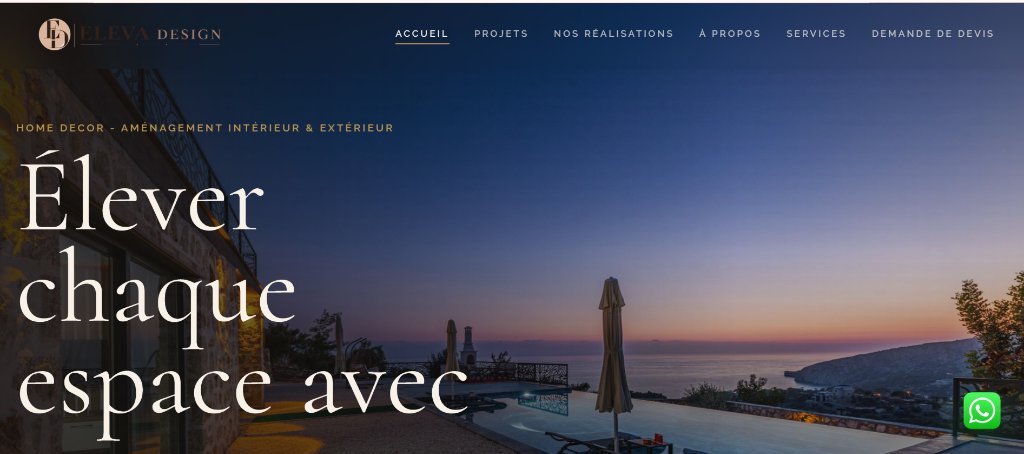 ELEVA DESIGN
ACCUEIL PROJETS NOS RÉALISATIONS À PROPOS SERVICES DEMANDE DE DEVIS
HOME DECOR - AMÉNAGEMENT INTÉRIEUR & EXTÉRIEUR
Élever
chaque
espace avec